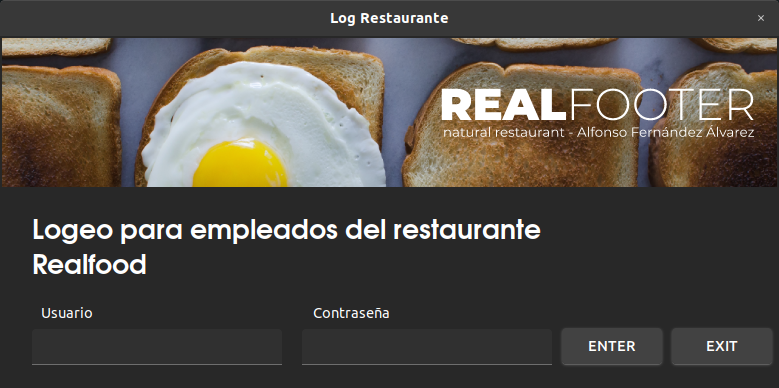 Log Restaurante
×
REALFOOTER
natural restaurant - Alfonso Fernández Álvarez
Logeo para empleados del restaurante
Realfood
Usuario
Contraseña
ENTER
EXIT